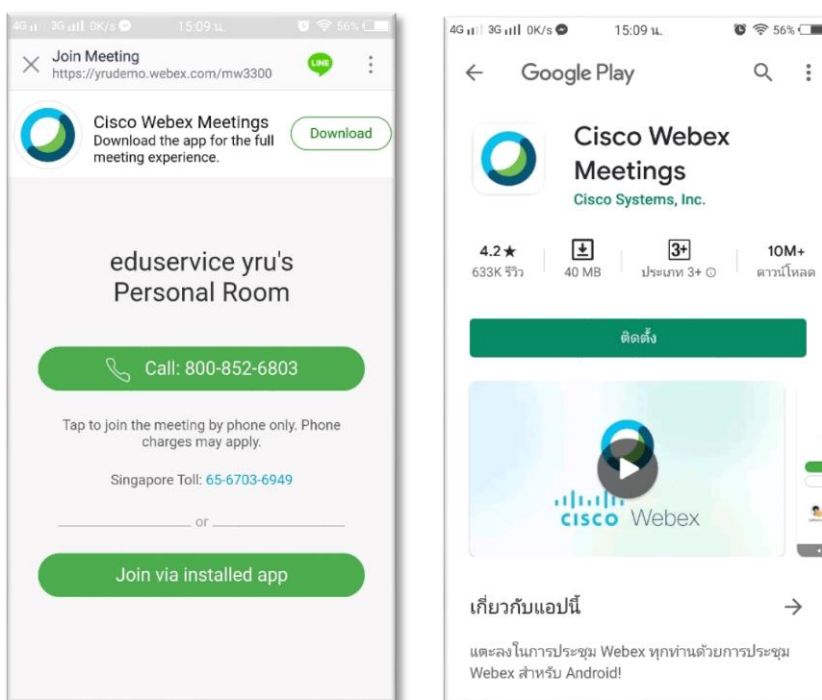 4G 3G 0K/s 15:09 น. 56%
Join Meeting
https://yrudemo.webex.com/mw3300
LINE
Cisco Webex Meetings
Download the app for the full
meeting experience.
Download
eduservice yru's
Personal Room
Call: 800-852-6803
Tap to join the meeting by phone only. Phone
charges may apply.
Singapore Toll: 65-6703-6949
or
Join via installed app
4G 3G 0K/s 15:09 น. 56%
Google Play
Cisco Webex
Meetings
Cisco Systems, Inc.
4.2★ 3+ 10M+
633K รีวิว 40 MB ประเภท 3+ ดาวน์โหลด
ติดตั้ง
CISCO Webex
เกี่ยวกับแอปนี้
แตะลงในการประชุม Webex ทุกท่านด้วยการประชุม
Webex สำหรับ Android!